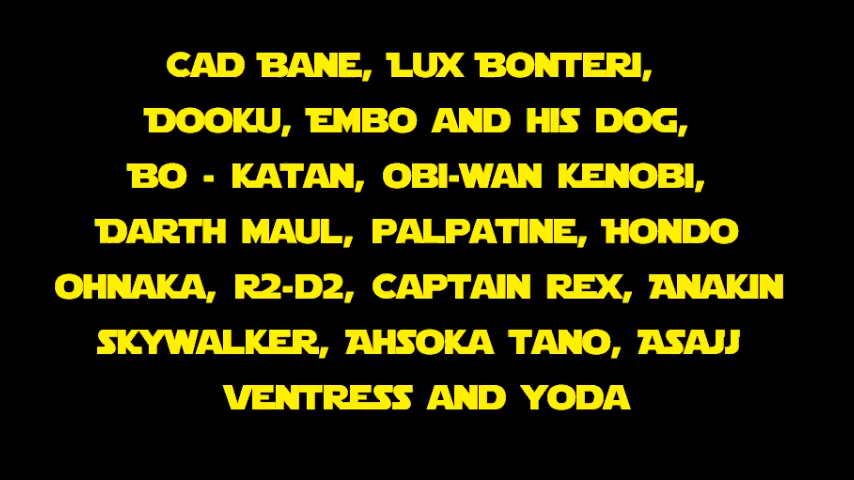 Cad Bane, Lux Bonteri,
Dooku, Embo and his dog,
Bo - Katan, Obi-Wan Kenobi,
Darth Maul, Palpatine, Hondo
Ohnaka, R2-D2, Captain Rex, Anakin
Skywalker, Ahsoka Tano, Asajj
Ventress and Yoda